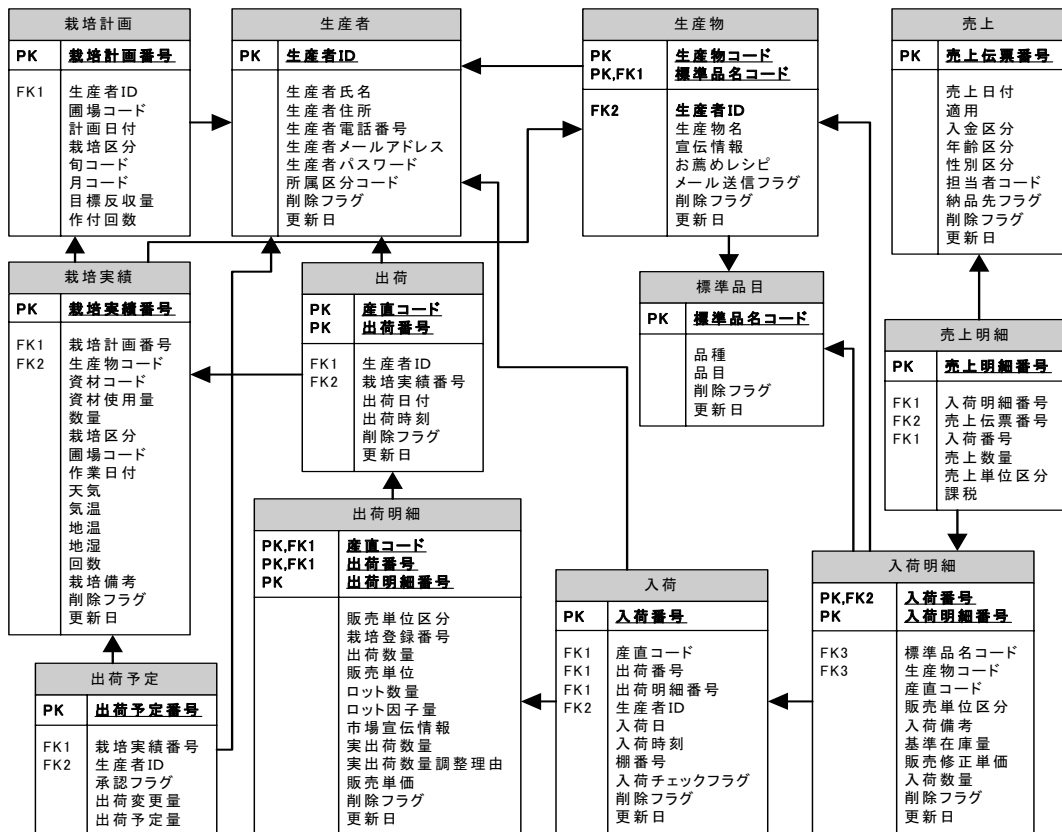 栽培計画
PK 栽培計画番号
FK1 生産者ID
圃場コード
計画日付
栽培区分
旬コード
月コード
目標反収量
作付回数
生産者
PK 生産者ID
生産者氏名
生産者住所
生産者電話番号
生産者メールアドレス
生産者パスワード
所属区分コード
削除フラグ
更新日
生産物
PK 生産物コード
PK,FK1 標準品名コード
FK2 生産者ID
生産物名
宣伝情報
お薦めレシピ
メール送信フラグ
削除フラグ
更新日
売上
PK 売上伝票番号
売上日付
適用
入金区分
年齢区分
性別区分
担当者コード
納品先フラグ
削除フラグ
更新日
栽培実績
PK 栽培実績番号
FK1 栽培計画番号
FK2 生産物コード
資材コード
資材使用量
数量
栽培区分
圃場コード
作業日付
天気
気温
地温
地湿
回数
栽培備考
削除フラグ
更新日
出荷
PK 産直コード
PK 出荷番号
FK1 生産者ID
FK2 栽培実績番号
出荷日付
出荷時刻
削除フラグ
更新日
標準品目
PK 標準品名コード
品種
品目
削除フラグ
更新日
売上明細
PK 売上明細番号
FK1 入荷明細番号
FK2 売上伝票番号
FK1 入荷番号
売上数量
売上単位区分
課税
出荷明細
PK,FK1 産直コード
PK,FK1 出荷番号
PK 出荷明細番号
販売単位区分
栽培登録番号
出荷数量
販売単位
ロット数量
ロット因子量
市場宣伝情報
実出荷数量
実出荷数量調整理由
販売単価
削除フラグ
更新日
入荷
PK 入荷番号
FK1 産直コード
FK1 出荷番号
FK1 出荷明細番号
FK2 生産者ID
入荷日
入荷時刻
棚番号
入荷チェックフラグ
削除フラグ
更新日
入荷明細
PK,FK2 入荷番号
PK 入荷明細番号
FK3 標準品名コード
FK3 生産物コード
産直コード
販売単位区分
入荷備考
基準在庫量
販売修正単価
入荷数量
削除フラグ
更新日
出荷予定
PK 出荷予定番号
FK1 栽培実績番号
FK2 生産者ID
承認フラグ
出荷変更量
出荷予定量